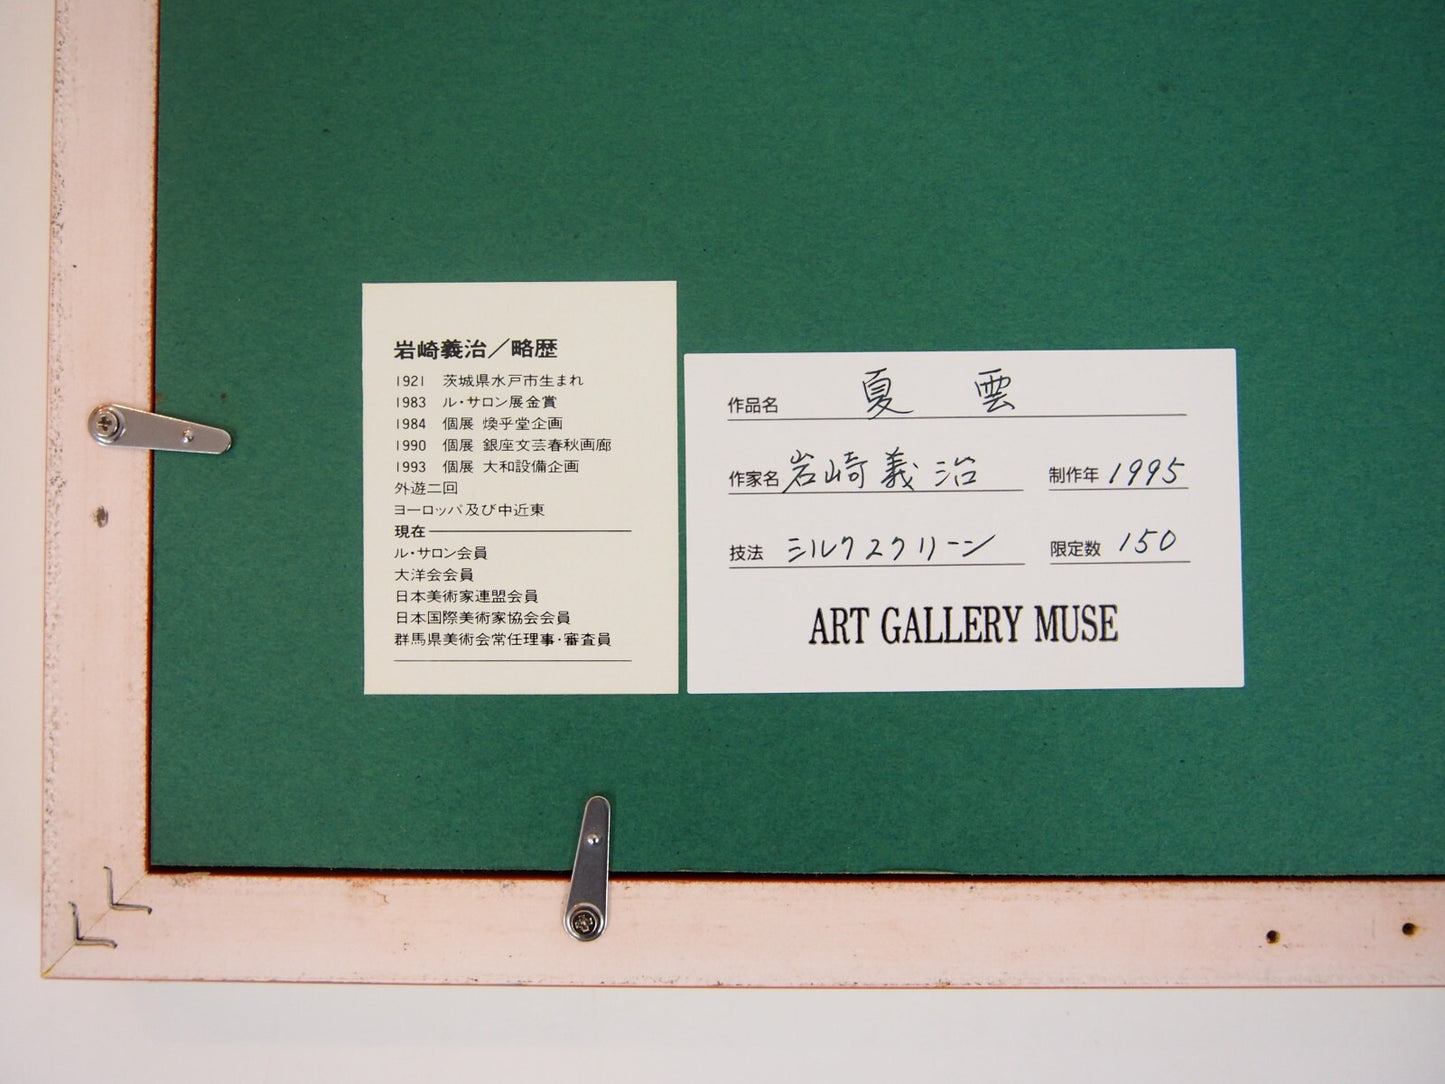 岩崎義治／略歴
1921 茨城県水戸市生まれ
1983 ル・サロン展金賞
1984 個展 煥乎堂企画
1990 個展 銀座文芸春秋画廊
1993 個展 大和設備企画
外遊二回
ヨーロッパ及び中近東
現在
ル・サロン会員
大洋会会員
日本美術家連盟会員
日本国際美術家協会会員
群馬県美術会常任理事・審査員
作品名 夏雲
作家名 岩崎義治 制作年 1995
技法 シルクスクリーン 限定数 150
ART GALLERY MUSE